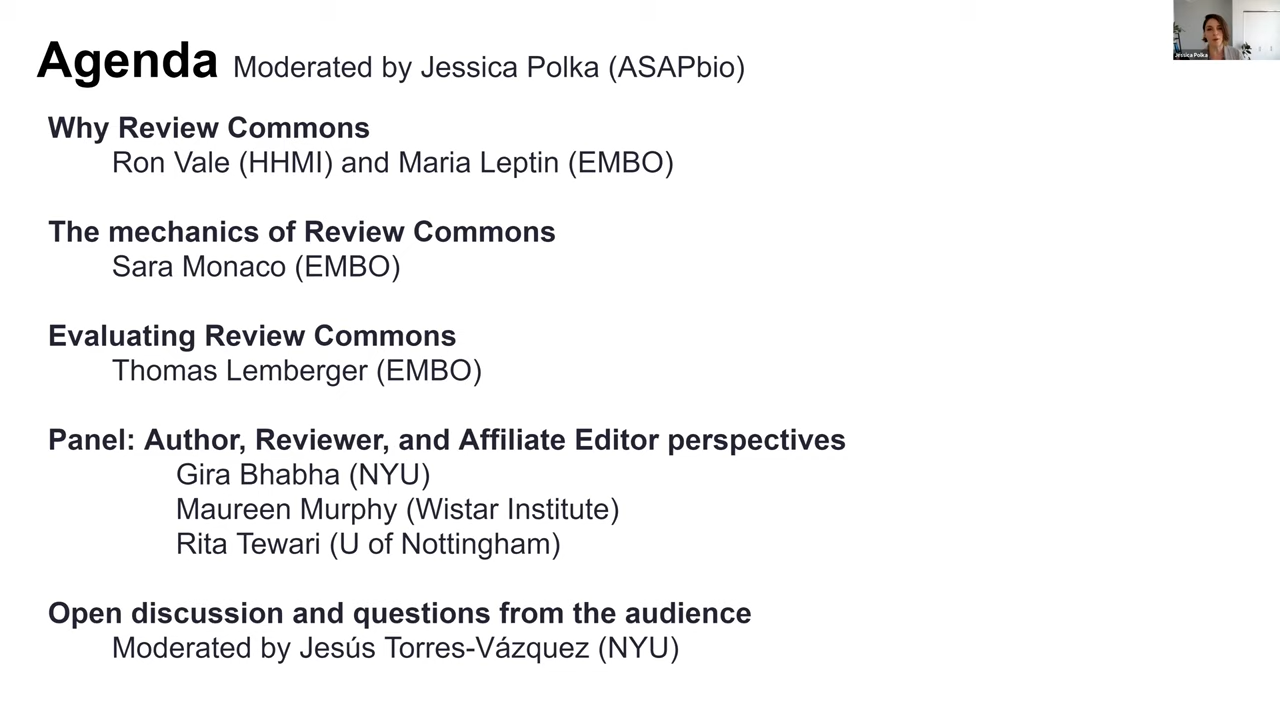 Agenda Moderated by Jessica Polka (ASAPbio)
Jessica Polka
Why Review Commons
Ron Vale (HHMI) and Maria Leptin (EMBO)
The mechanics of Review Commons
Sara Monaco (EMBO)
Evaluating Review Commons
Thomas Lemberger (EMBO)
Panel: Author, Reviewer, and Affiliate Editor perspectives
Gira Bhabha (NYU)
Maureen Murphy (Wistar Institute)
Rita Tewari (U of Nottingham)
Open discussion and questions from the audience
Moderated by Jesús Torres-Vázquez (NYU)